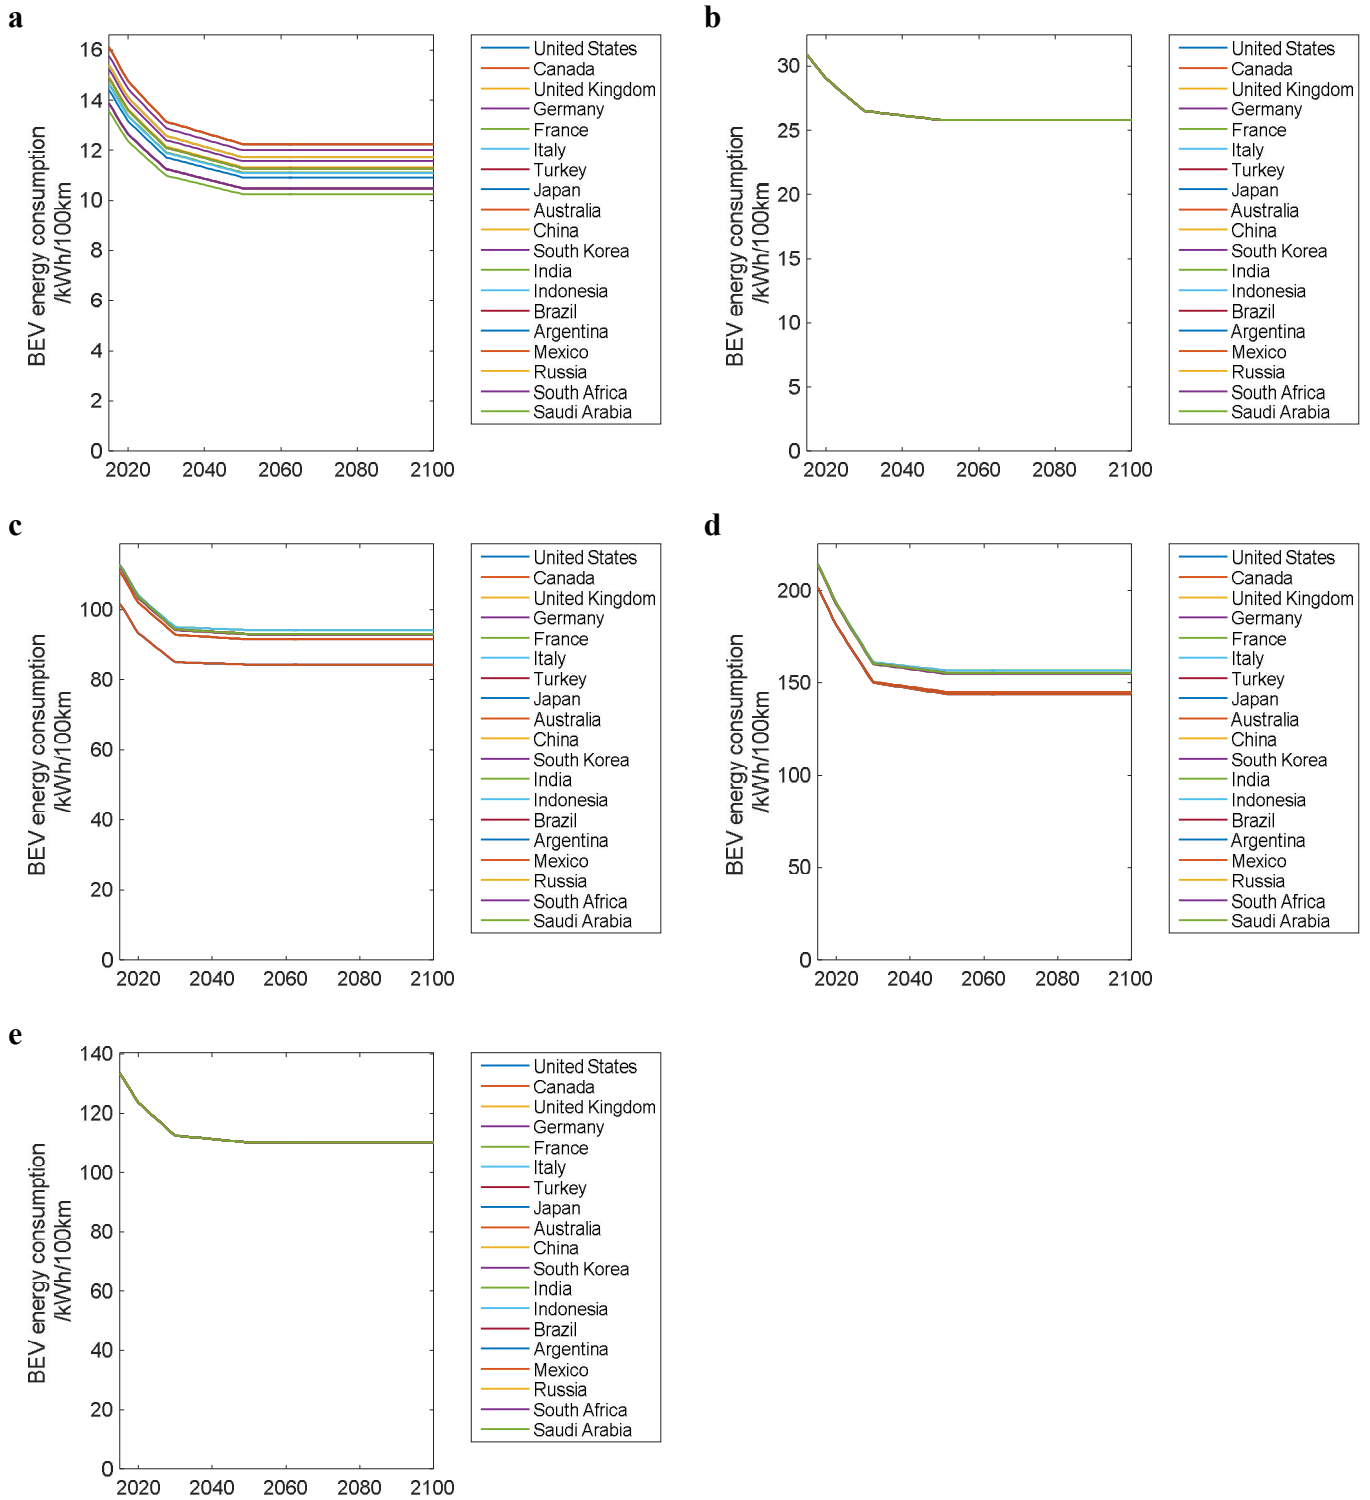 a
BEV energy consumption
/kWh/100km
16
14
12
10
8
6
4
2
0
2020 2040 2060 2080 2100
United States
Canada
United Kingdom
Germany
France
Italy
Turkey
Japan
Australia
China
South Korea
India
Indonesia
Brazil
Argentina
Mexico
Russia
South Africa
Saudi Arabia
b
BEV energy consumption
/kWh/100km
30
25
20
15
10
5
0
2020 2040 2060 2080 2100
United States
Canada
United Kingdom
Germany
France
Italy
Turkey
Japan
Australia
China
South Korea
India
Indonesia
Brazil
Argentina
Mexico
Russia
South Africa
Saudi Arabia
c
BEV energy consumption
/kWh/100km
100
80
60
40
20
0
2020 2040 2060 2080 2100
United States
Canada
United Kingdom
Germany
France
Italy
Turkey
Japan
Australia
China
South Korea
India
Indonesia
Brazil
Argentina
Mexico
Russia
South Africa
Saudi Arabia
d
BEV energy consumption
/kWh/100km
200
150
100
50
0
2020 2040 2060 2080 2100
United States
Canada
United Kingdom
Germany
France
Italy
Turkey
Japan
Australia
China
South Korea
India
Indonesia
Brazil
Argentina
Mexico
Russia
South Africa
Saudi Arabia
e
BEV energy consumption
/kWh/100km
140
120
100
80
60
40
20
0
2020 2040 2060 2080 2100
United States
Canada
United Kingdom
Germany
France
Italy
Turkey
Japan
Australia
China
South Korea
India
Indonesia
Brazil
Argentina
Mexico
Russia
South Africa
Saudi Arabia